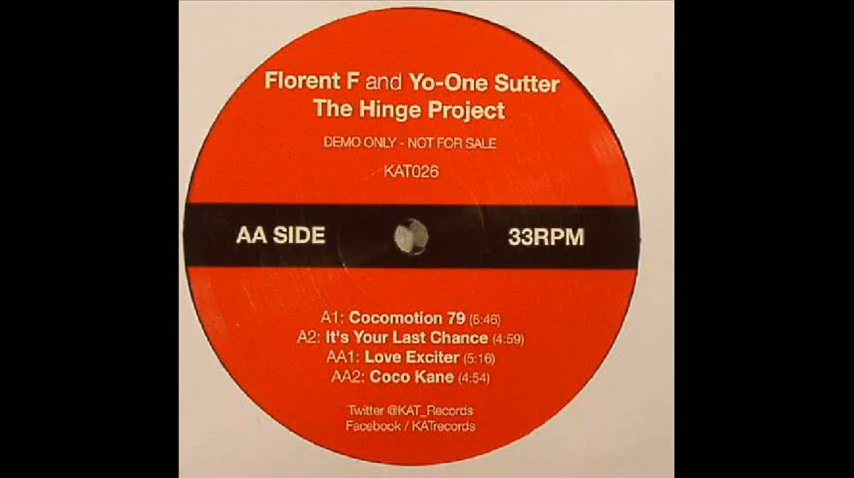 Florent F and Yo-One Sutter
The Hinge Project
DEMO ONLY - NOT FOR SALE
KAT026
AA SIDE 33RPM
A1: Cocomotion 79 (6:46)
A2: It's Your Last Chance (4:59)
AA1: Love Exciter (5:16)
AA2: Coco Kane (4:54)
Twitter @KAT_Records
Facebook / KATrecords